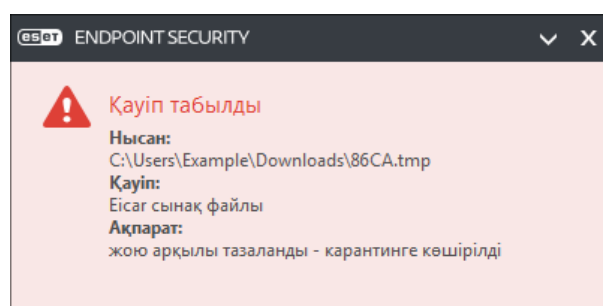 eset ENDPOINT SECURITY
Қауіп табылды
Нысан:
C:\Users\Example\Downloads\86CA.tmp
Қауіп:
Eicar сынақ файлы
Ақпарат:
жою арқылы тазаланды - карантинге көшірілді